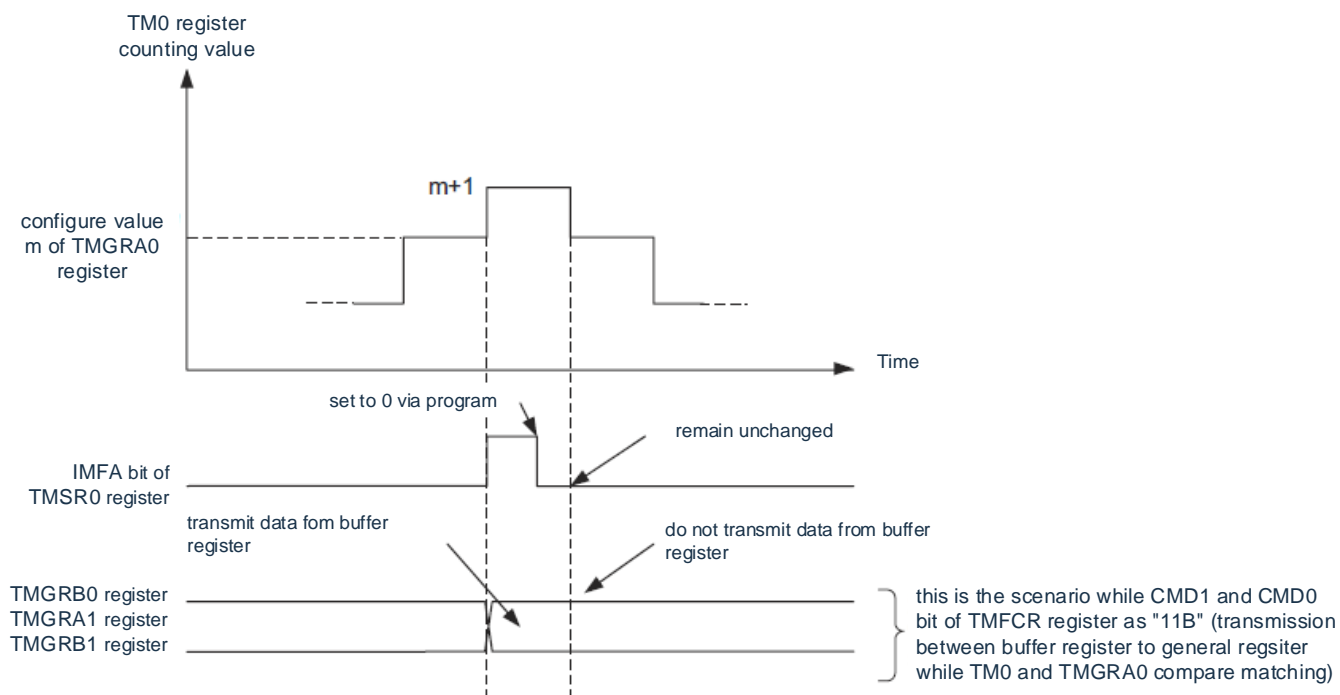 TM0 register
counting value
m+1
configure value
m of TMGRA0
register
Time
set to 0 via program
remain unchanged
IMFA bit of
TMSR0 register
transmit data fom buffer
register
do not transmit data from buffer
register
TMGRB0 register
TMGRA1 register
TMGRB1 register
this is the scenario while CMD1 and CMD0
bit of TMFCR register as "11B" (transmission
between buffer register to general regsiter
while TM0 and TMGRA0 compare matching)